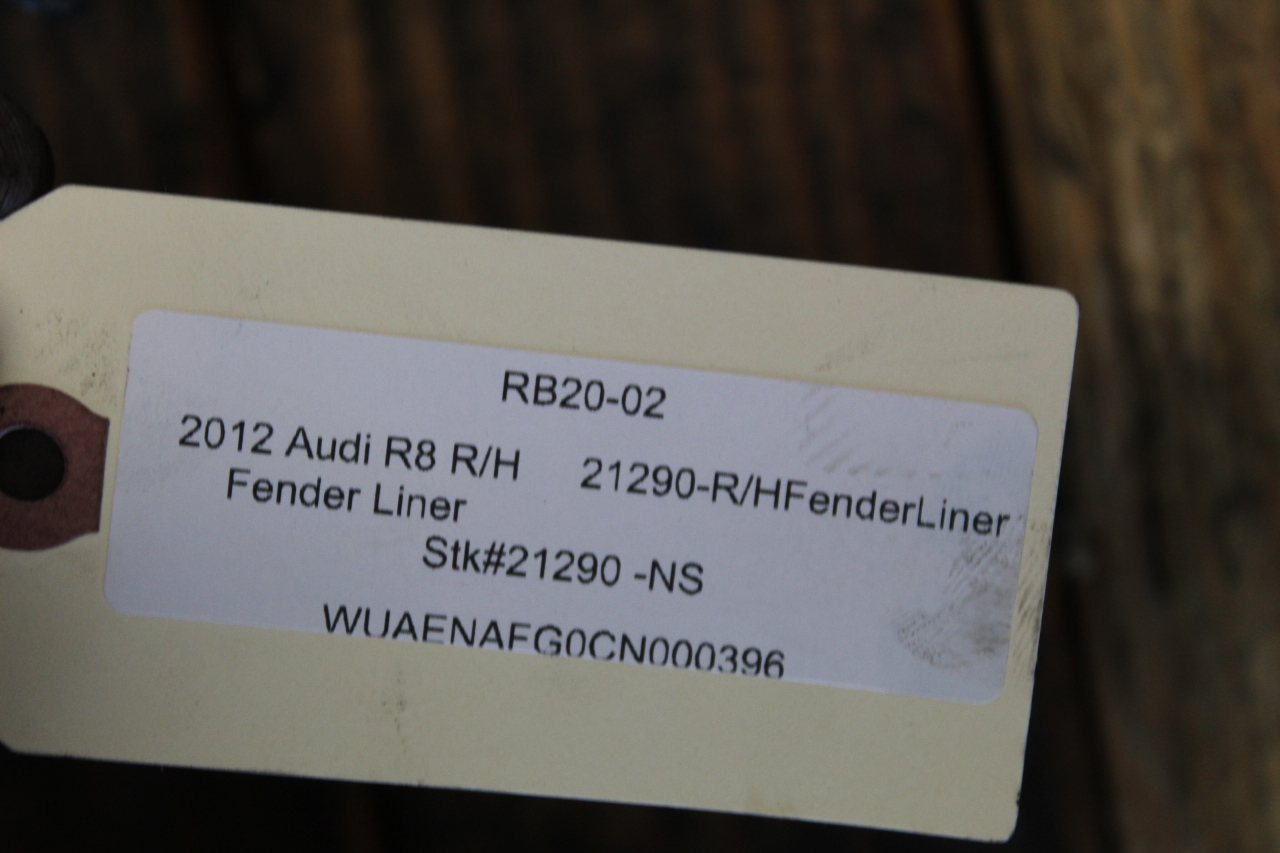 RB20-02
2012 Audi R8 R/H
Fender Liner
21290-R/HFenderLiner
Stk#21290 -NS
WUAENAFG0CN000396